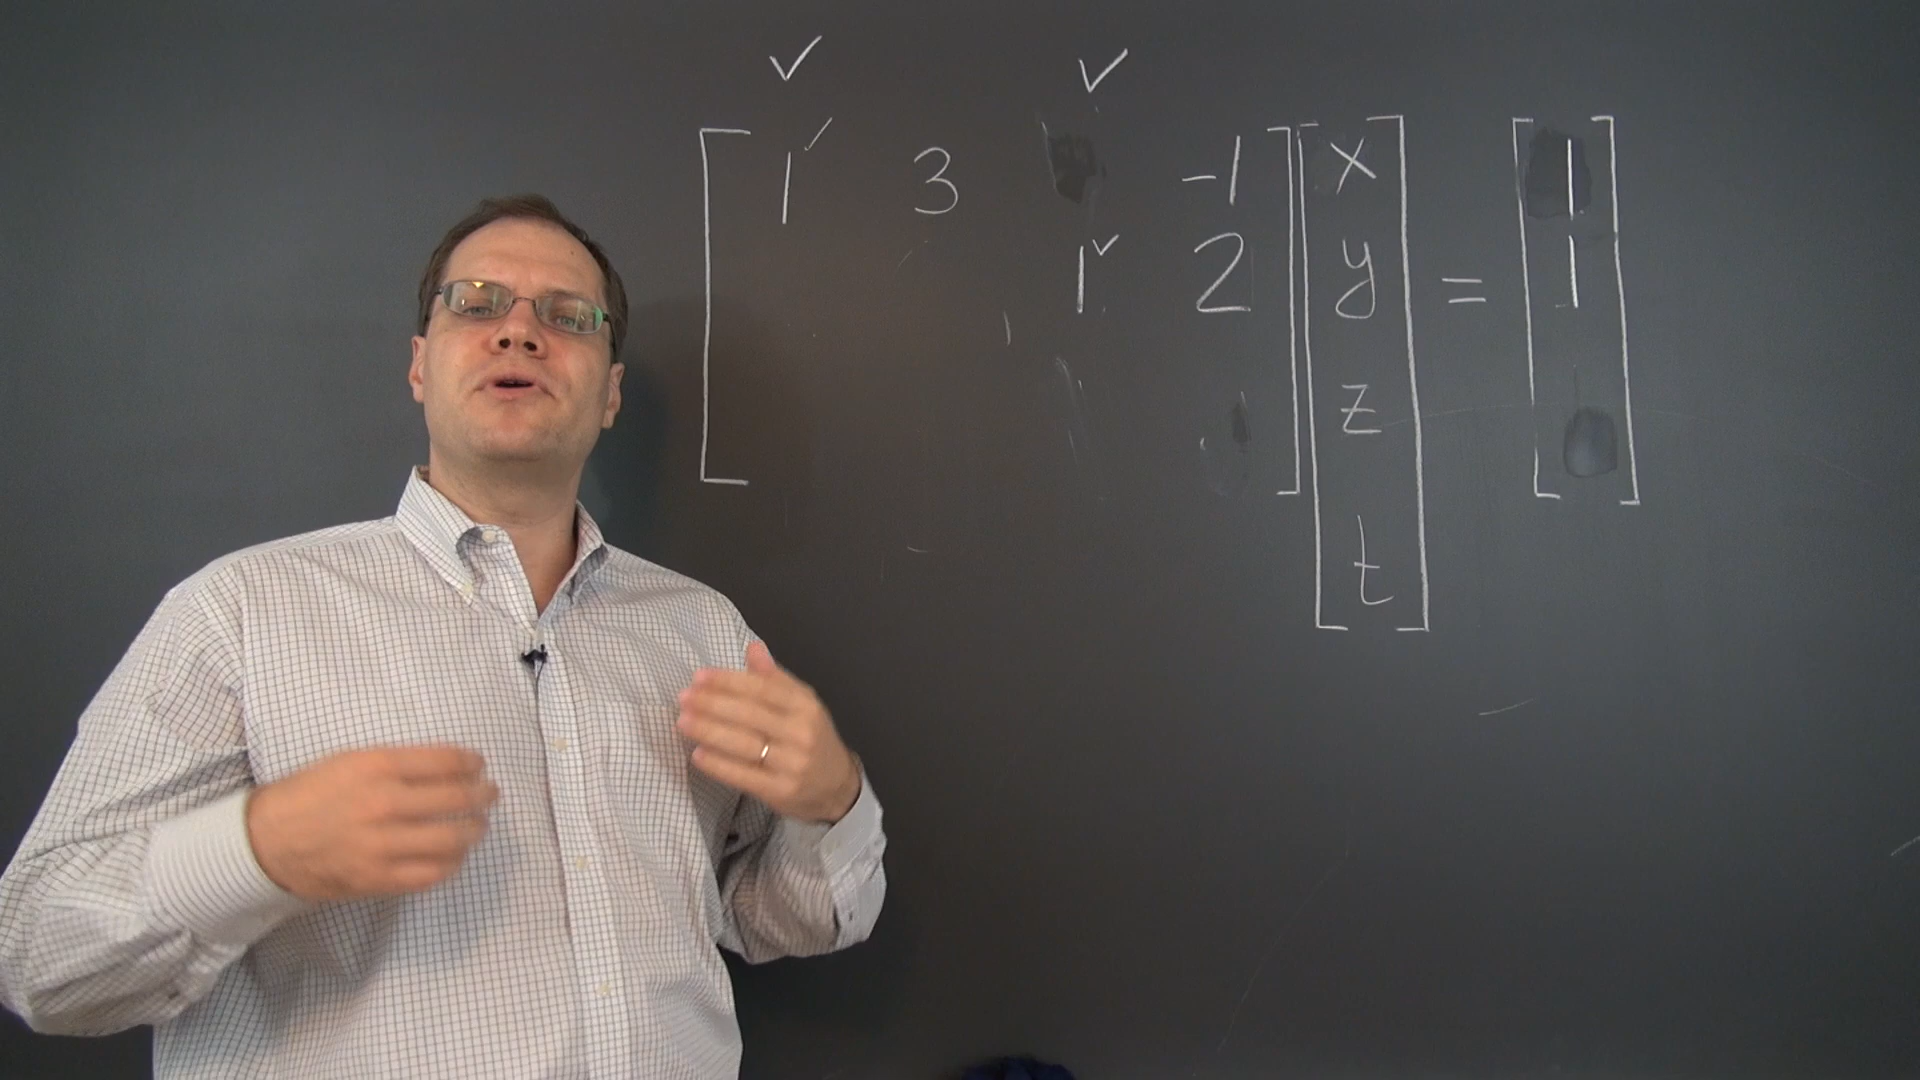 ✓ ✓
[ 1✓ 3 -1 ] [ x ] [ 1 ]
1✓ 2 y = 1
z
t